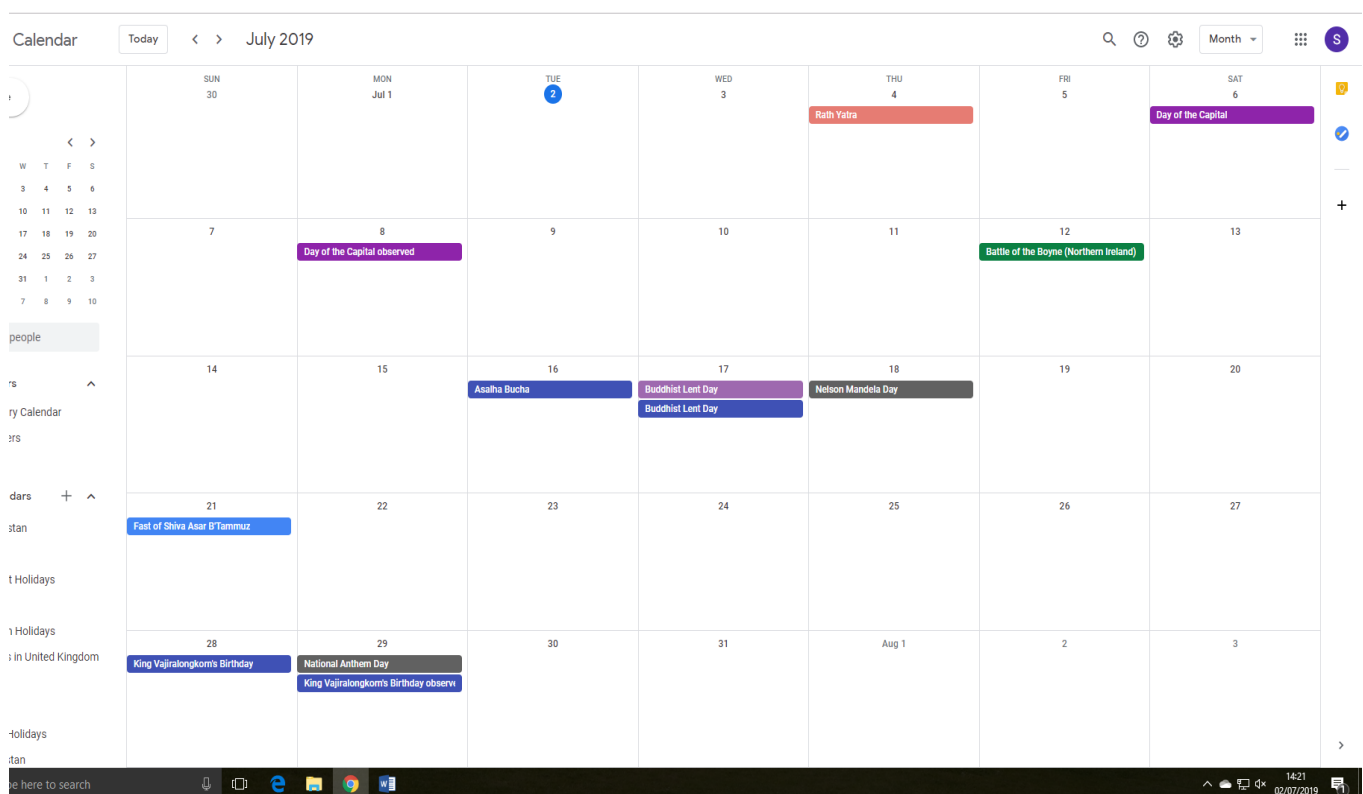 Calendar Today July 2019 Month S
SUN MON TUE WED THU FRI SAT
30 Jul 1 2 3 4 5 6
Rath Yatra Day of the Capital
W T F S
3 4 5 6
10 11 12 13
17 18 19 20
24 25 26 27
31 1 2 3
7 8 9 10
7 8 9 10 11 12 13
Day of the Capital observed Battle of the Boyne (Northern Ireland)
people
14 15 16 17 18 19 20
Asalha Bucha Buddhist Lent Day Nelson Mandela Day
Buddhist Lent Day
rs
ry Calendar
ers
dars
21 22 23 24 25 26 27
Fast of Shiva Asar B'Tammuz
stan
t Holidays
n Holidays
s in United Kingdom
28 29 30 31 Aug 1 2 3
King Vajiralongkorn's Birthday National Anthem Day
King Vajiralongkorn's Birthday observe
Holidays
stan
pe here to search
14:21
02/07/2019
1